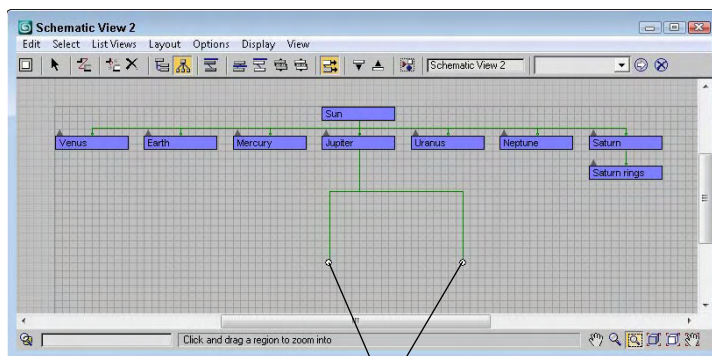 Schematic View 2
Edit Select List Views Layout Options Display View
Schematic View 2
Sun
Venus Earth Mercury Jupiter Uranus Neptune Saturn
Saturn rings
Click and drag a region to zoom into